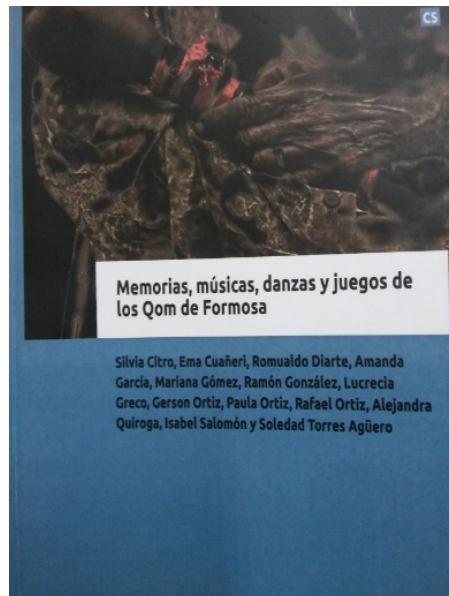 CS
Memorias, músicas, danzas y juegos de
los Qom de Formosa
Silvia Citro, Ema Cuañeri, Romualdo Diarte, Amanda
García, Mariana Gómez, Ramón González, Lucrecia
Greco, Gerson Ortiz, Paula Ortiz, Rafael Ortiz, Alejandra
Quiroga, Isabel Salomón y Soledad Torres Agüero